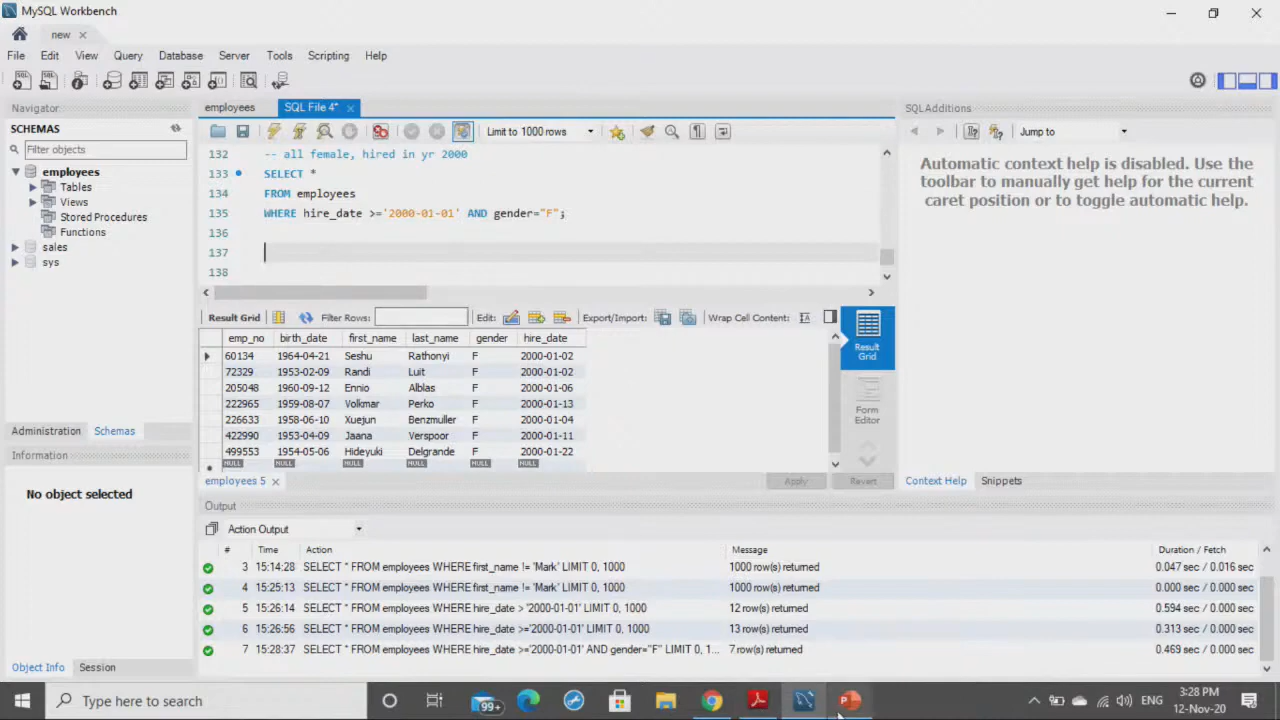 MySQL Workbench
new
File Edit View Query Database Server Tools Scripting Help
Navigator
SCHEMAS
Filter objects
employees
Tables
Views
Stored Procedures
Functions
sales
sys
Administration Schemas
Information
No object selected
Object Info Session
employees SQL File 4*
Limit to 1000 rows
132 -- all female, hired in yr 2000
133 SELECT *
134 FROM employees
135 WHERE hire_date >='2000-01-01' AND gender="F";
136
137
138
Result Grid Filter Rows: Edit: Export/Import: Wrap Cell Content:
emp_no birth_date first_name last_name gender hire_date
60134 1964-04-21 Seshu Rathonyi F 2000-01-02
72329 1953-02-09 Randi Luit F 2000-01-02
205048 1960-09-12 Ennio Alblas F 2000-01-06
222965 1959-08-07 Volkmar Perko F 2000-01-13
226633 1958-06-10 Xuejun Benzmuller F 2000-01-04
422990 1953-04-09 Jaana Verspoor F 2000-01-11
499553 1954-05-06 Hideyuki Delgrande F 2000-01-22
NULL NULL NULL NULL NULL NULL
Result
Grid
Form
Editor
employees 5
Apply Revert
SQLAdditions
Jump to
Automatic context help is disabled. Use the
toolbar to manually get help for the current
caret position or to toggle automatic help.
Context Help Snippets
Output
Action Output
# Time Action Message Duration / Fetch
3 15:14:28 SELECT * FROM employees WHERE first_name != 'Mark' LIMIT 0, 1000 1000 row(s) returned 0.047 sec / 0.016 sec
4 15:25:13 SELECT * FROM employees WHERE first_name != 'Mark' LIMIT 0, 1000 1000 row(s) returned 0.000 sec / 0.000 sec
5 15:26:14 SELECT * FROM employees WHERE hire_date > '2000-01-01' LIMIT 0, 1000 12 row(s) returned 0.594 sec / 0.000 sec
6 15:26:56 SELECT * FROM employees WHERE hire_date >='2000-01-01' LIMIT 0, 1000 13 row(s) returned 0.313 sec / 0.000 sec
7 15:28:37 SELECT * FROM employees WHERE hire_date >='2000-01-01' AND gender="F" LIMIT 0, 1... 7 row(s) returned 0.469 sec / 0.000 sec
Type here to search
99+
ENG
3:28 PM
12-Nov-20